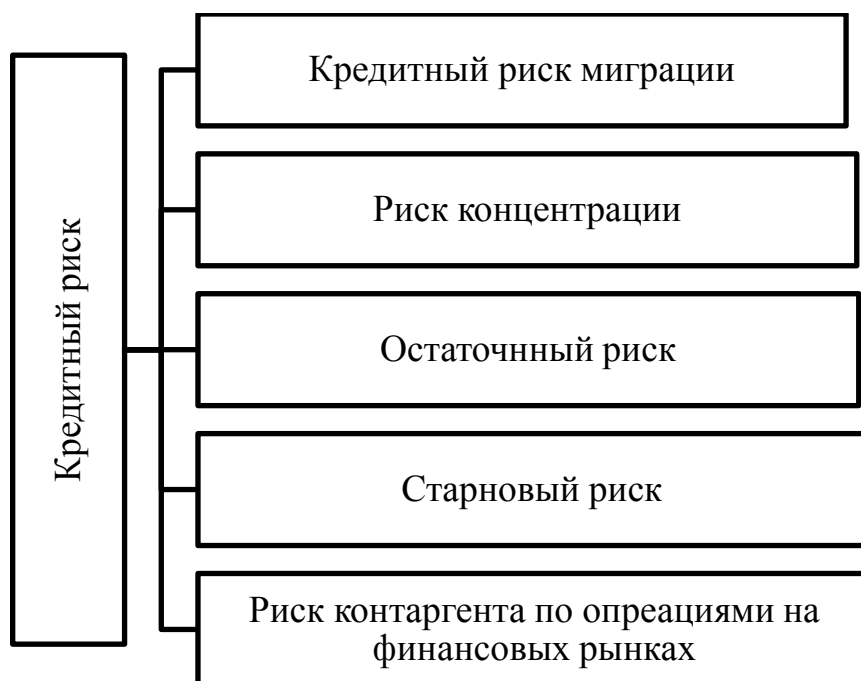 Кредитный риск
Кредитный риск миграции
Риск концентрации
Остаточнный риск
Старновый риск
Риск контаргента по опреациями на
финансовых рынках